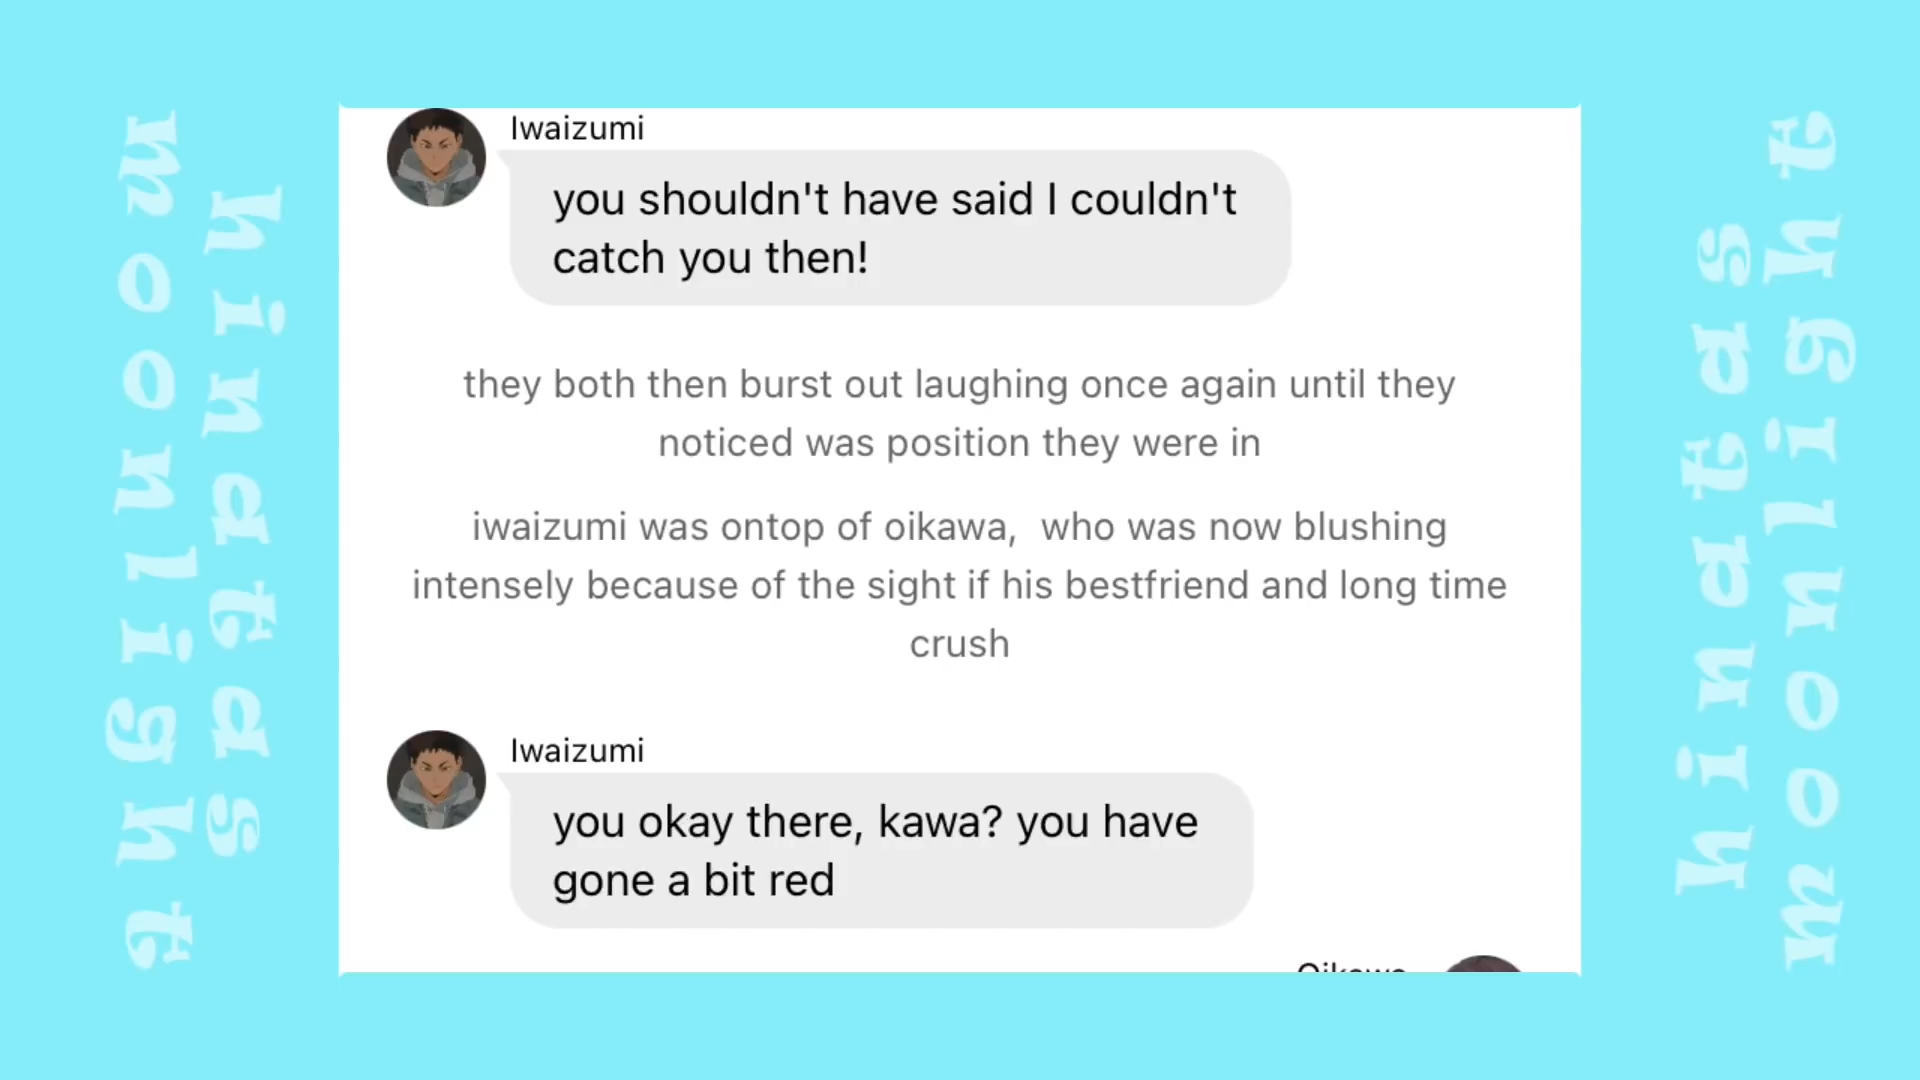 Iwaizumi
you shouldn't have said I couldn't
catch you then!
they both then burst out laughing once again until they
noticed was position they were in
iwaizumi was ontop of oikawa,  who was now blushing
intensely because of the sight if his bestfriend and long time
crush
Iwaizumi
you okay there, kawa? you have
gone a bit red
Oikawa
hinatas
moonlight
hinatas
moonlight